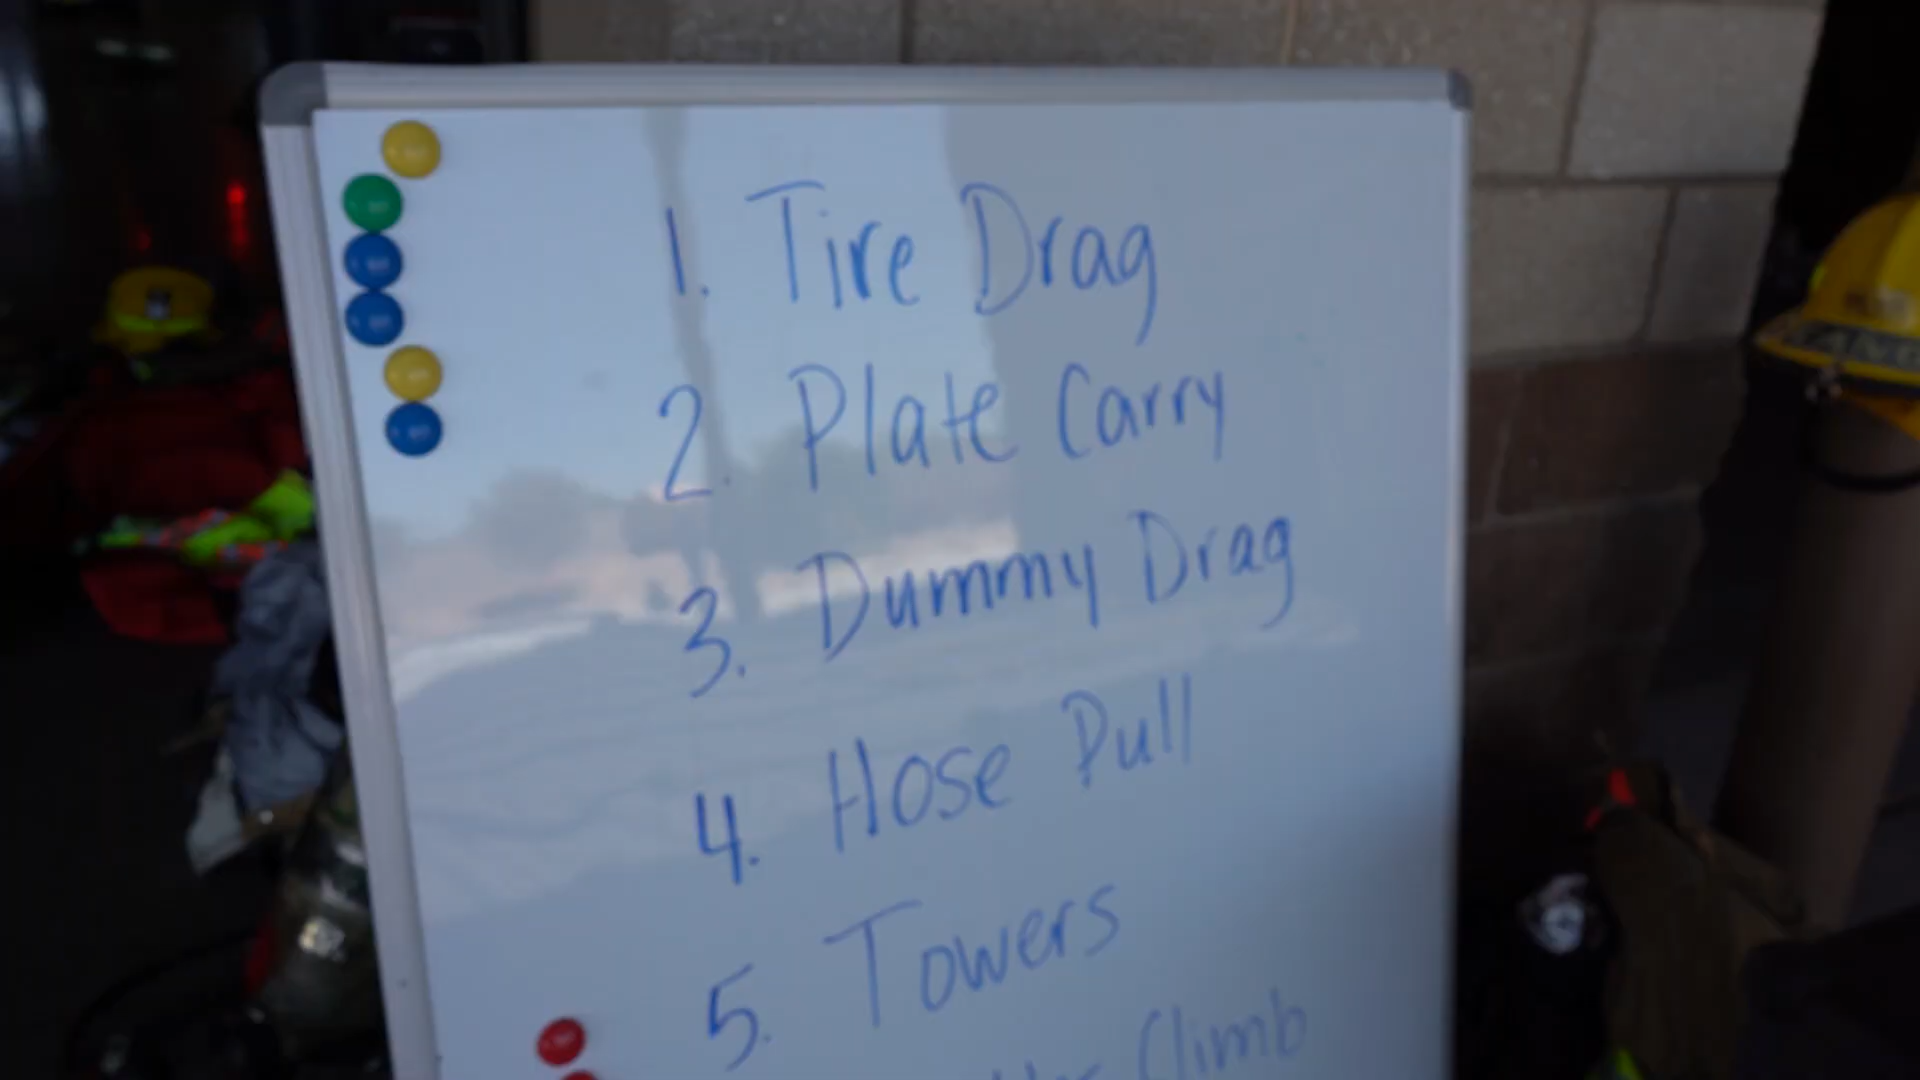 1. Tire Drag
2. Plate Carry
3. Dummy Drag
4. Hose Pull
5. Towers
Climb